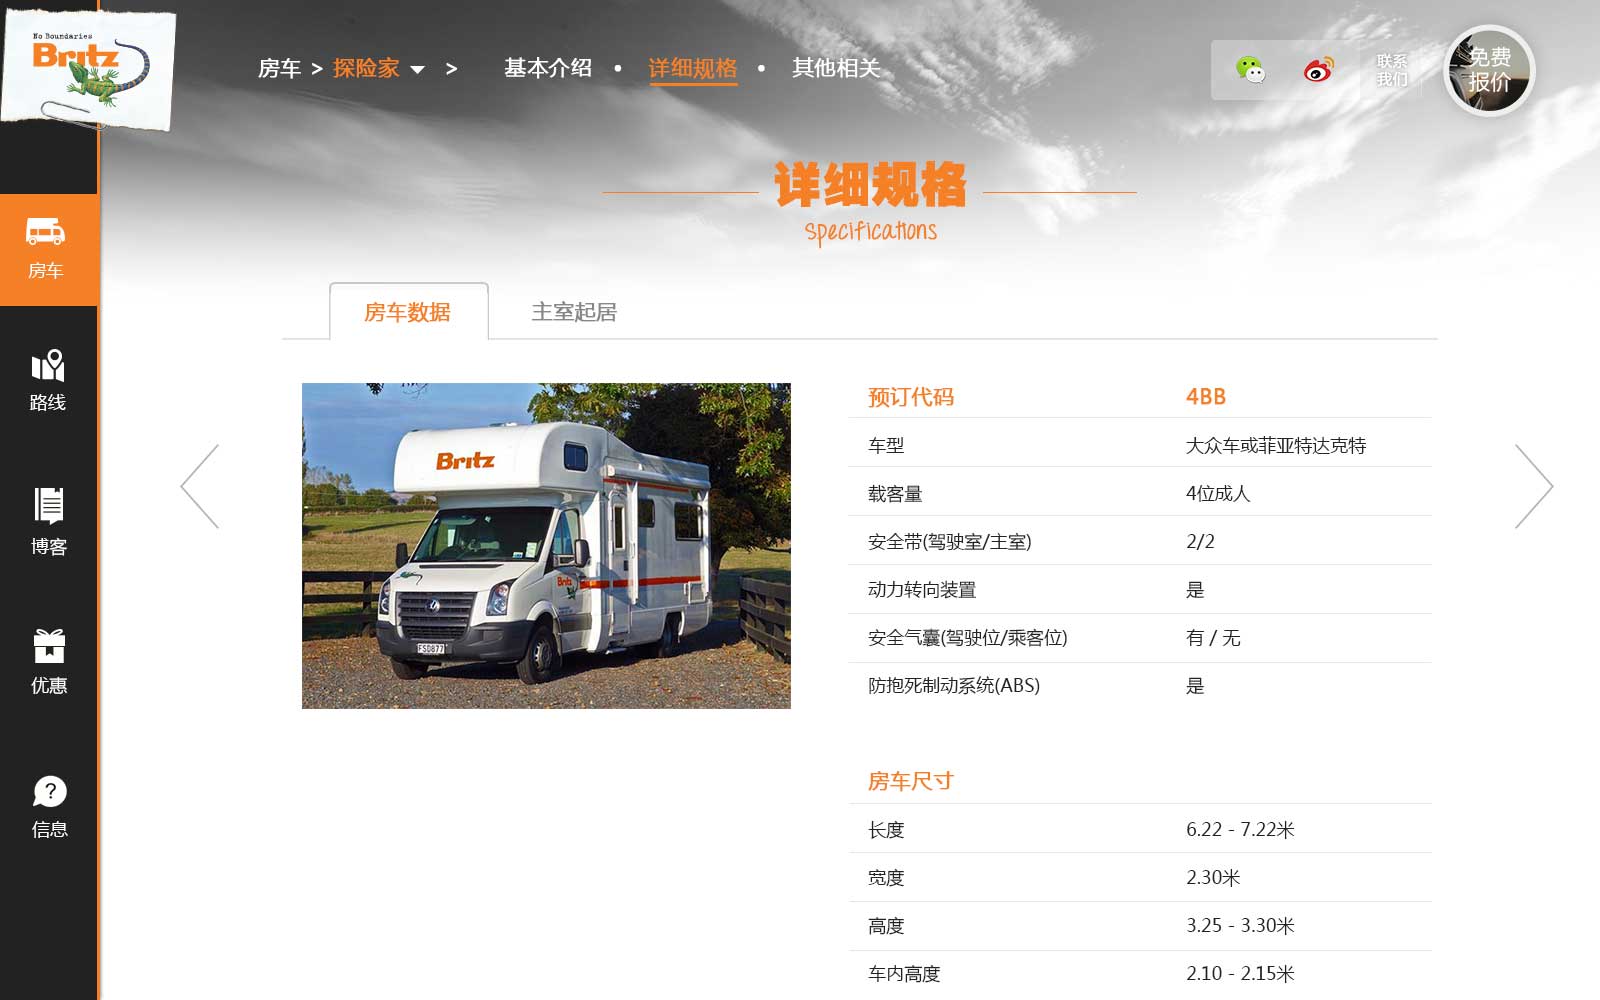 No Boundaries
Britz
房车 > 探险家 > 基本介绍 • 详细规格 • 其他相关
联系
我们
免费
报价
详细规格
Specifications
房车
路线
博客
优惠
信息
房车数据 主室起居
Britz
Britz
FSD877
预订代码 4BB
车型 大众车或菲亚特达克特
载客量 4位成人
安全带(驾驶室/主室) 2/2
动力转向装置 是
安全气囊(驾驶位/乘客位) 有 / 无
防抱死制动系统(ABS) 是
房车尺寸
长度 6.22 - 7.22米
宽度 2.30米
高度 3.25 - 3.30米
车内高度 2.10 - 2.15米